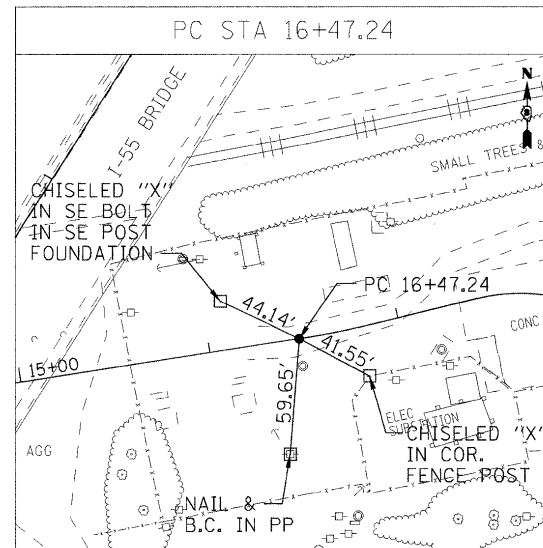 PC STA 16+47.24
N
I-55 BRIDGE
SMALL TREES &
CHISELED "X"
IN SE BOLT
IN SE POST
FOUNDATION
PC 16+47.24
44.14'
41.55'
59.65'
15+00
CONC
ELEC
SUBSTATION
AGG
CHISELED "X"
IN COR.
FENCE POST
NAIL &
B.C. IN PP